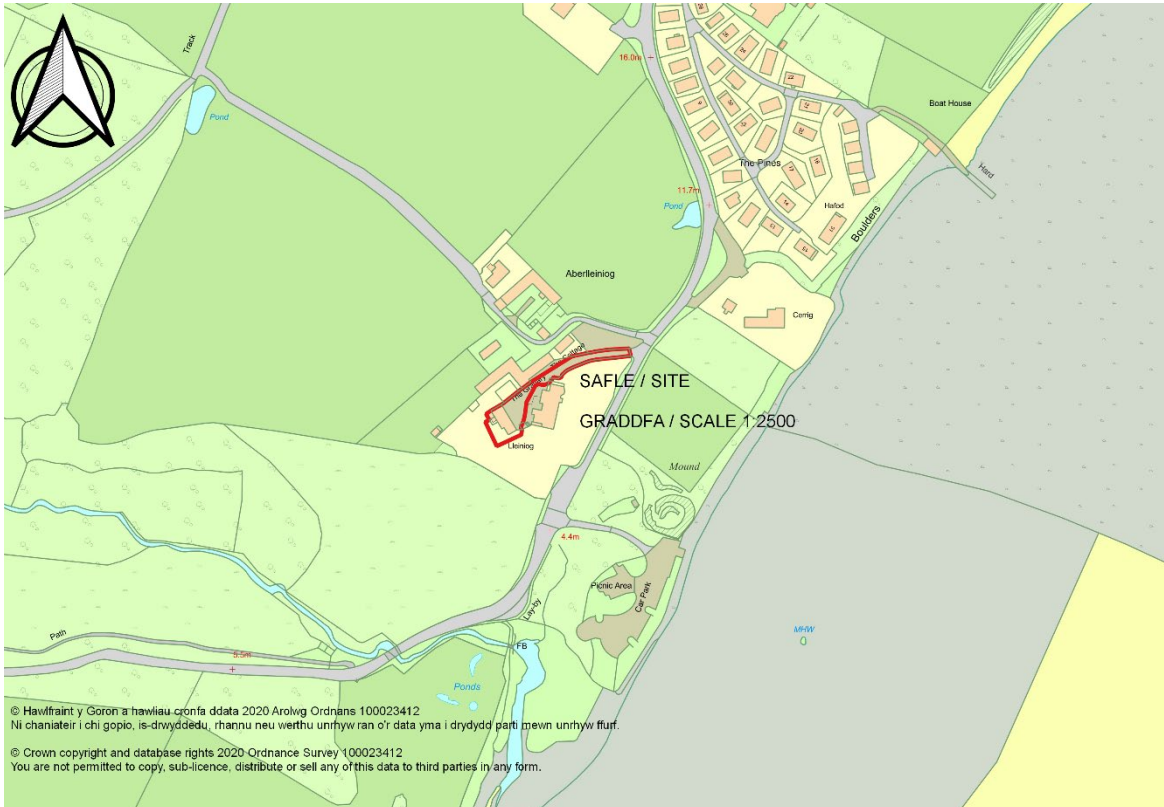 Track
Pond
16.0m
Boat House
Hard
The Pines
11.7m
Pond
Hafod
Boulders
Aberlleiniog
Cerrig
SAFLE / SITE
GRADDFA / SCALE 1:2500
Lleiniog
Mound
4.4m
Picnic Area
Car Park
Lay-by
MHW
Path
5.5m
FB
Ponds
© Hawlfraint y Goron a hawliau cronfa ddata 2020 Arolwg Ordnans 100023412
Ni chaniateir i chi gopio, is-drwyddedu, rhannu neu werthu unrhyw ran o'r data yma i drydydd parti mewn unrhyw ffurf.
© Crown copyright and database rights 2020 Ordnance Survey 100023412
You are not permitted to copy, sub-licence, distribute or sell any of this data to third parties in any form.